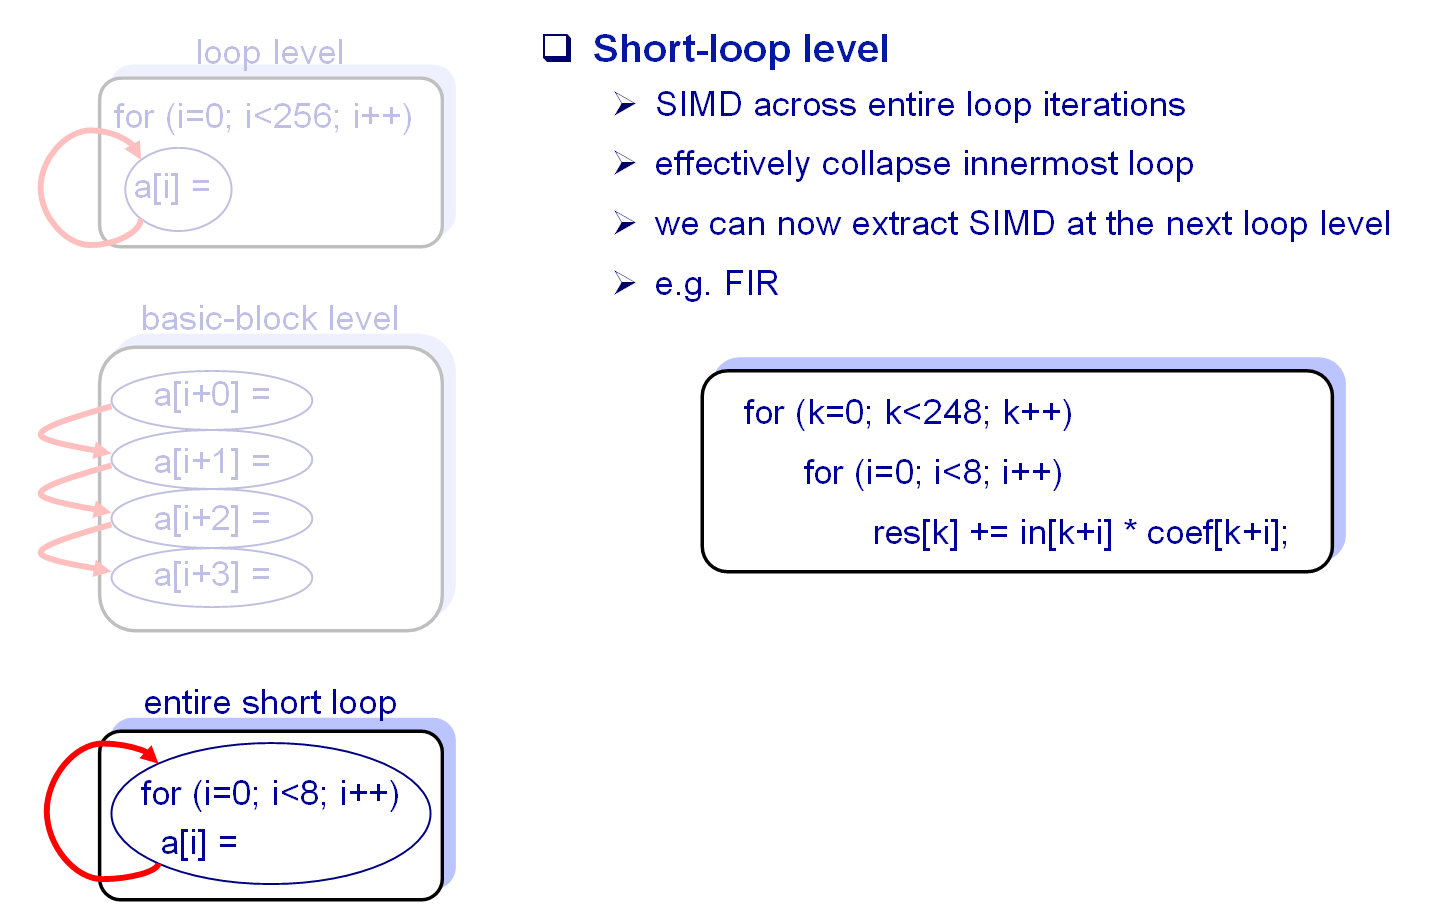 loop level
for (i=0; i<256; i++)
a[i] =
basic-block level
a[i+0] =
a[i+1] =
a[i+2] =
a[i+3] =
entire short loop
for (i=0; i<8; i++)
a[i] =
Short-loop level
SIMD across entire loop iterations
effectively collapse innermost loop
we can now extract SIMD at the next loop level
e.g. FIR
for (k=0; k<248; k++)
for (i=0; i<8; i++)
res[k] += in[k+i] * coef[k+i];